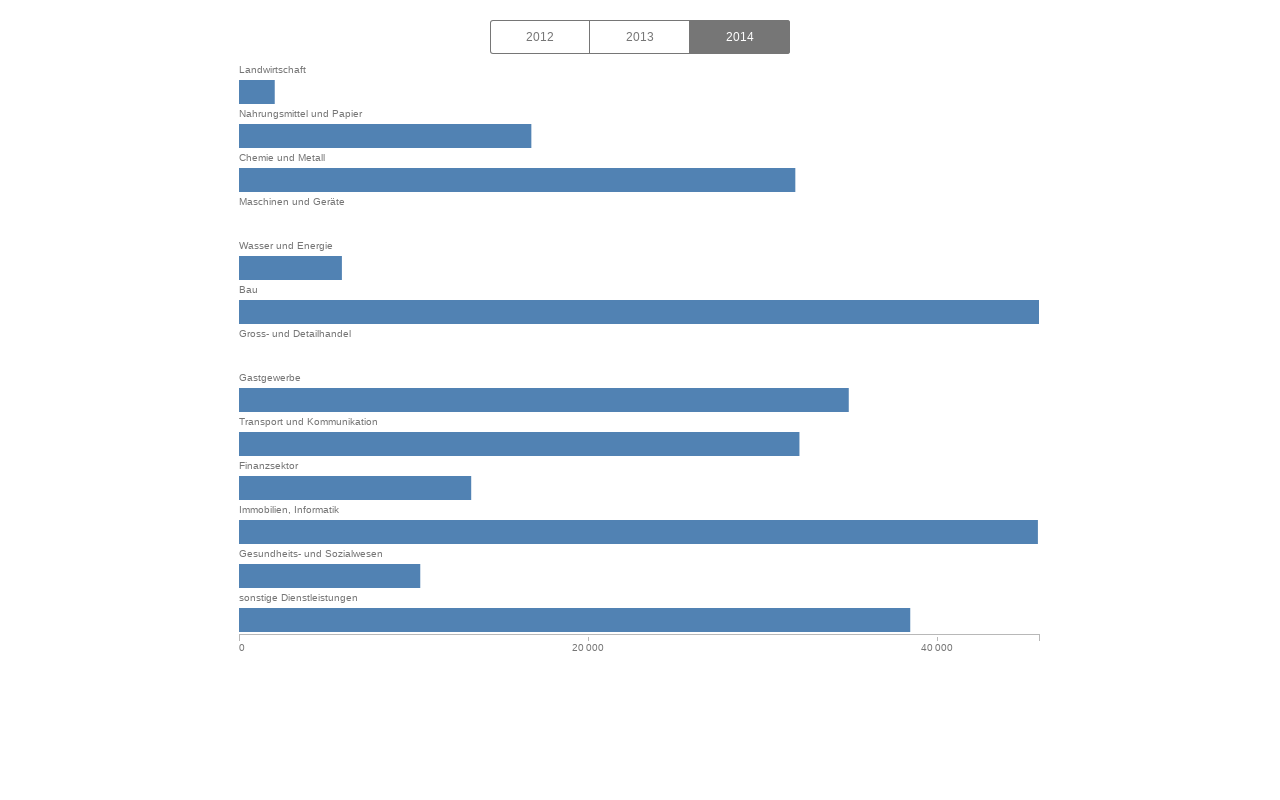 2012 2013 2014
Landwirtschaft
Nahrungsmittel und Papier
Chemie und Metall
Maschinen und Geräte
Wasser und Energie
Bau
Gross- und Detailhandel
Gastgewerbe
Transport und Kommunikation
Finanzsektor
Immobilien, Informatik
Gesundheits- und Sozialwesen
sonstige Dienstleistungen
0 20 000 40 000